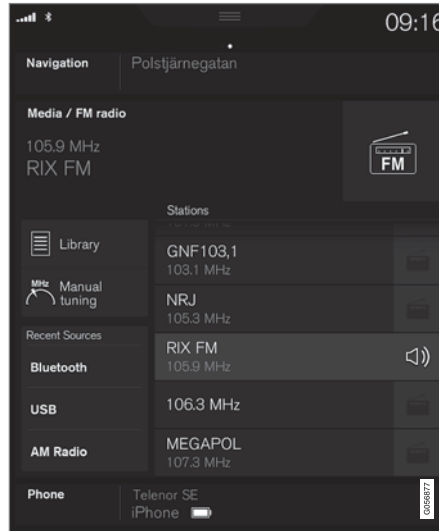 09:16
Navigation
Polstjärnegatan
Media / FM radio
105.9 MHz
RIX FM
FM
Stations
Library
MHz Manual
tuning
Recent Sources
Bluetooth
USB
AM Radio
GNF103,1
103.1 MHz
NRJ
105.3 MHz
RIX FM
105.9 MHz
106.3 MHz
MEGAPOL
107.3 MHz
Phone
Telenor SE
iPhone
G056877